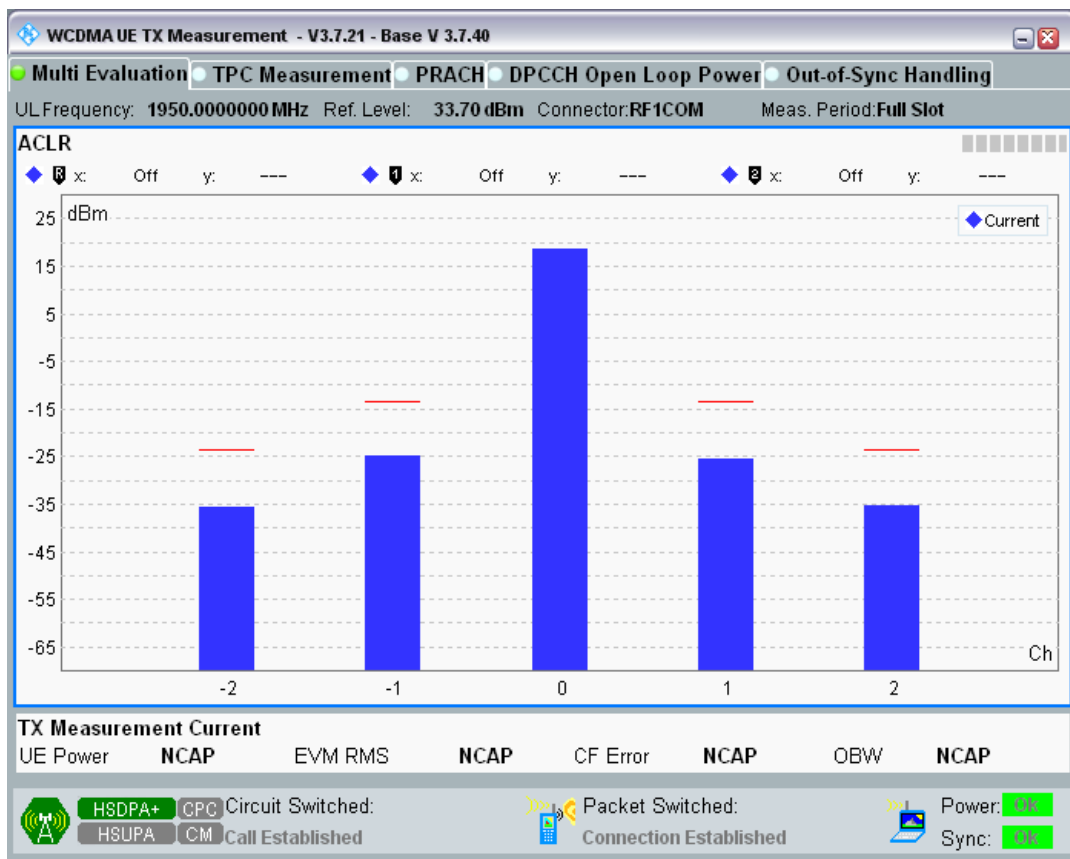 WCDMA UE TX Measurement - V3.7.21 - Base V 3.7.40
Multi Evaluation TPC Measurement PRACH DPCCH Open Loop Power Out-of-Sync Handling
UL Frequency: 1950.0000000 MHz Ref. Level: 33.70 dBm Connector:RF1COM Meas. Period:Full Slot
ACLR
R x: Off y: --- 1 x: Off y: --- 2 x: Off y: ---
dBm
Current
25
15
5
-5
-15
-25
-35
-45
-55
-65
Ch
-2 -1 0 1 2
TX Measurement Current
UE Power NCAP EVM RMS NCAP CF Error NCAP OBW NCAP
HSDPA+ CPC Circuit Switched: Packet Switched: Power: OK
HSUPA CM Call Established Connection Established Sync: OK